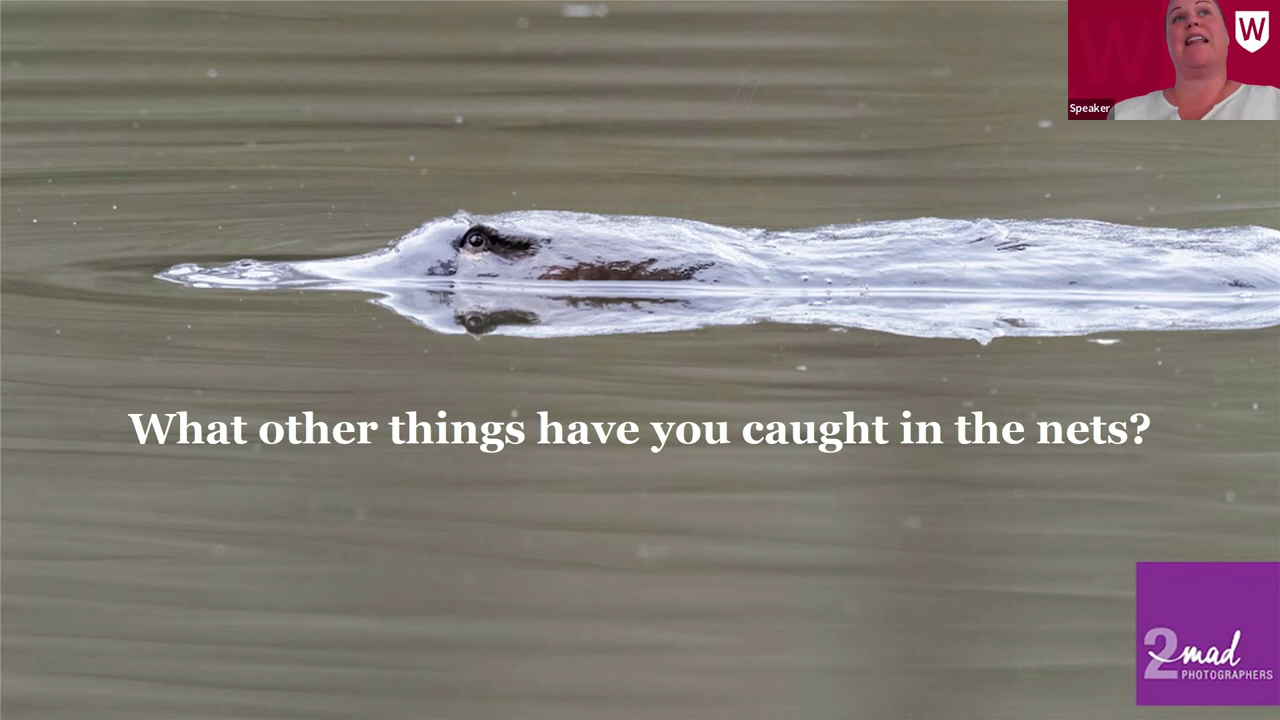 W
W
Speaker
What other things have you caught in the nets?
2mad
PHOTOGRAPHERS